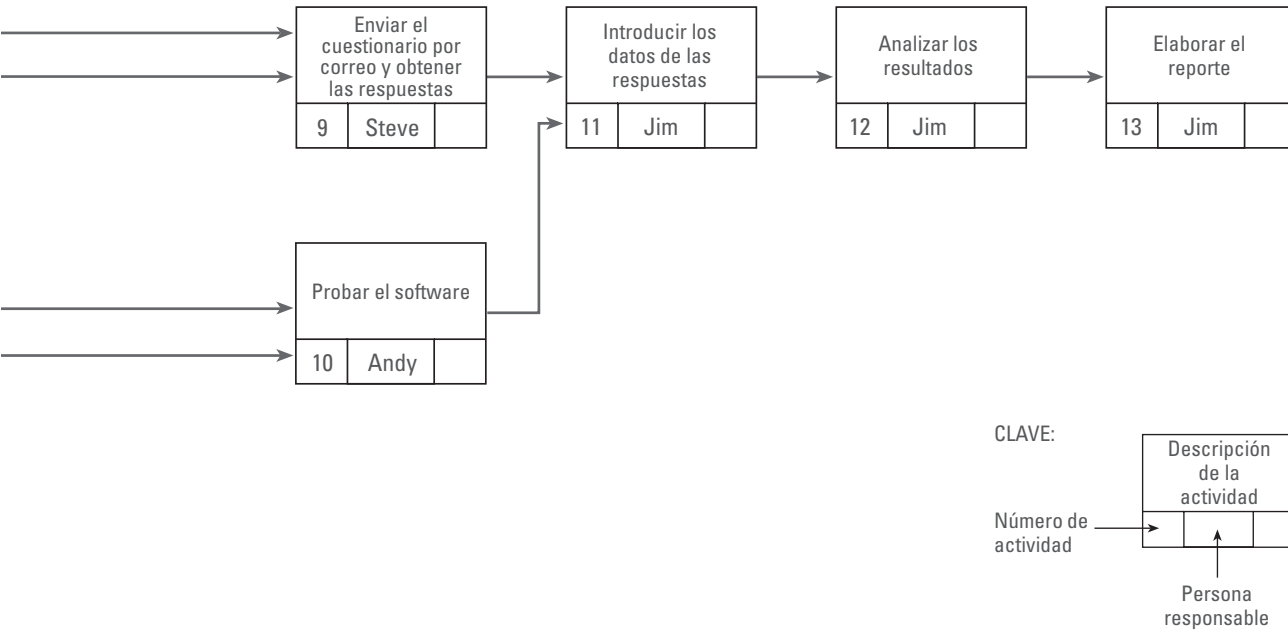 Enviar el
cuestionario por
correo y obtener
las respuestas
9 Steve
Introducir los
datos de las
respuestas
11 Jim
Analizar los
resultados
12 Jim
Elaborar el
reporte
13 Jim
Probar el software
10 Andy
CLAVE:
Descripción
de la
actividad
Número de
actividad
Persona
responsable